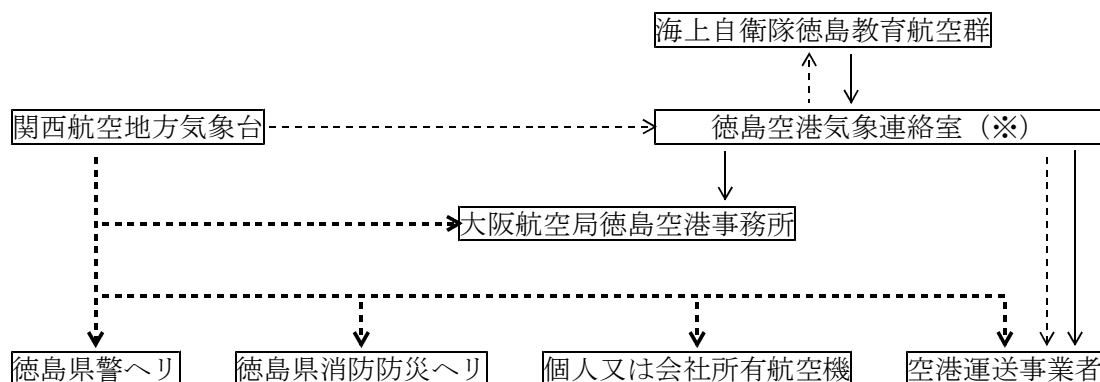 海上自衛隊徳島教育航空群
関西航空地方気象台
徳島空港気象連絡室（※）
大阪航空局徳島空港事務所
徳島県警ヘリ
徳島県消防防災ヘリ
個人又は会社所有航空機
空港運送事業者